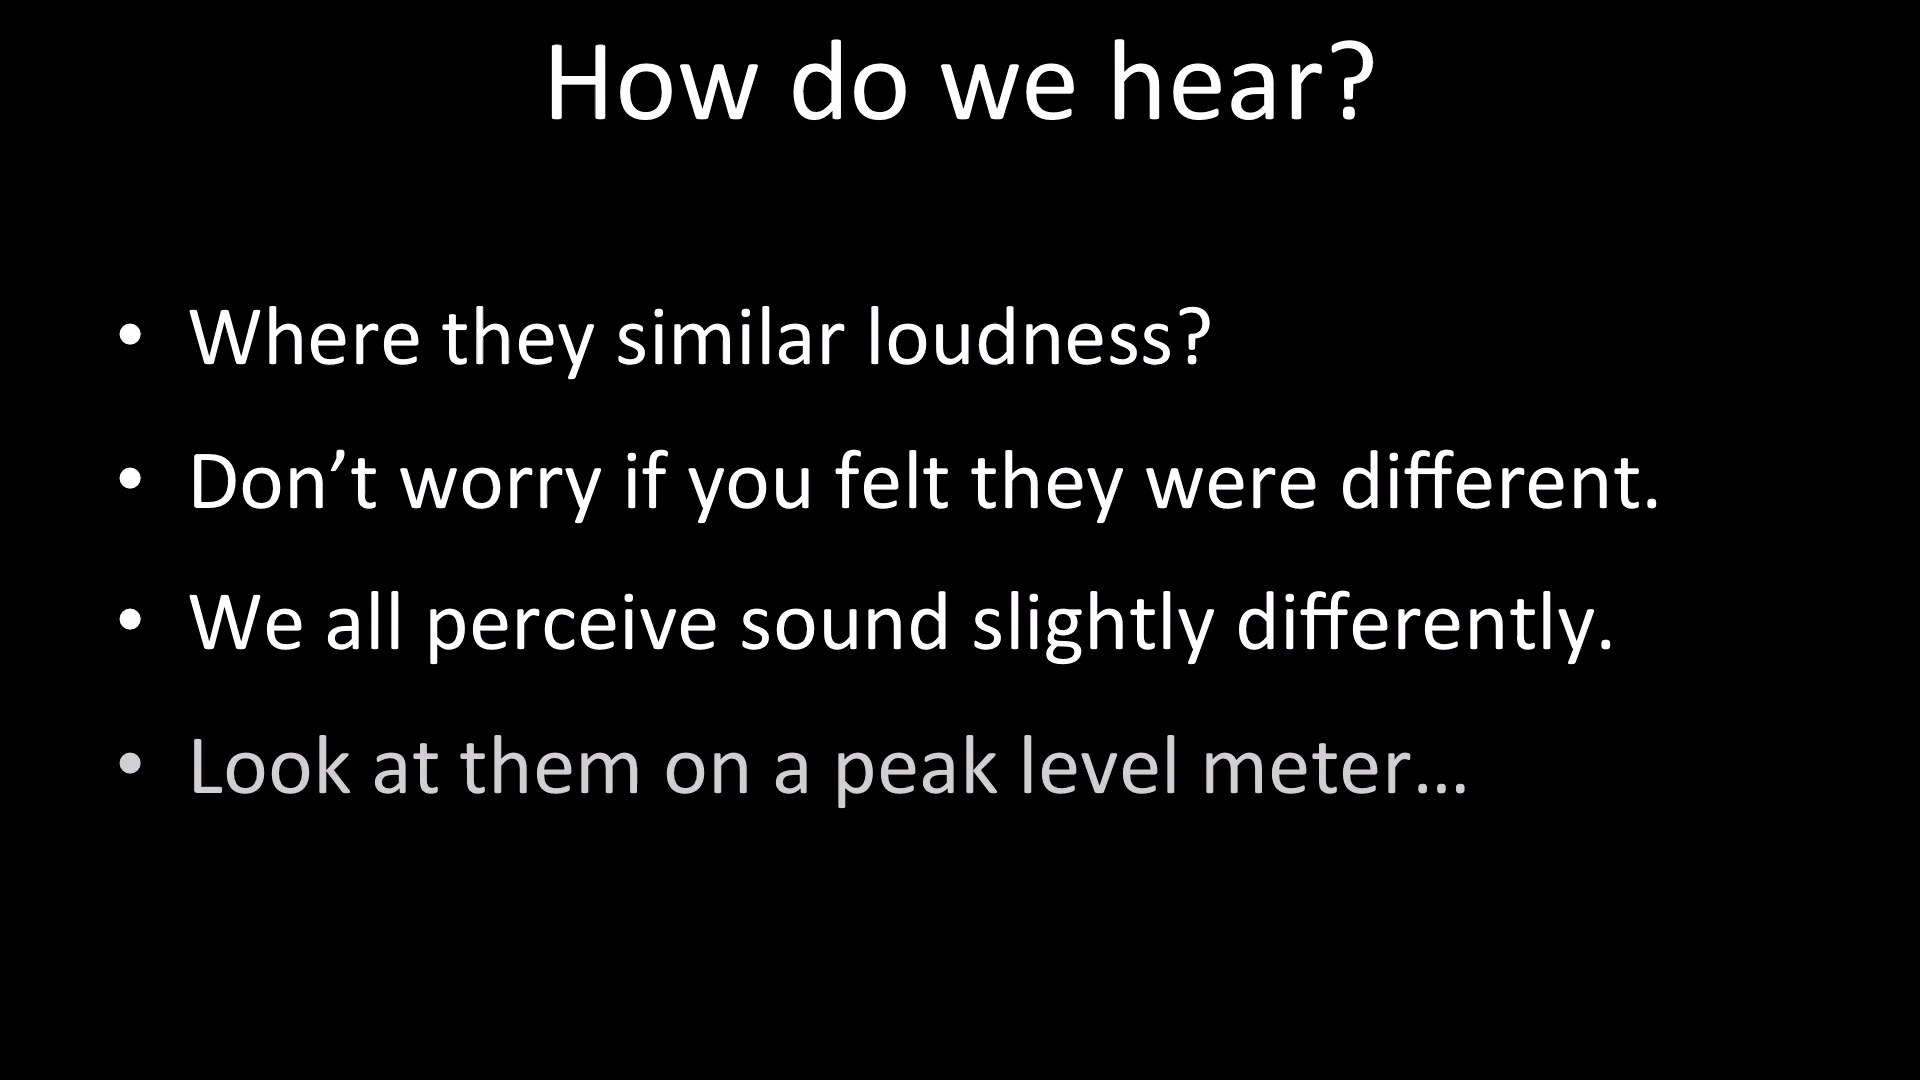 How do we hear?
• Where they similar loudness?
• Don’t worry if you felt they were different.
• We all perceive sound slightly differently.
• Look at them on a peak level meter…